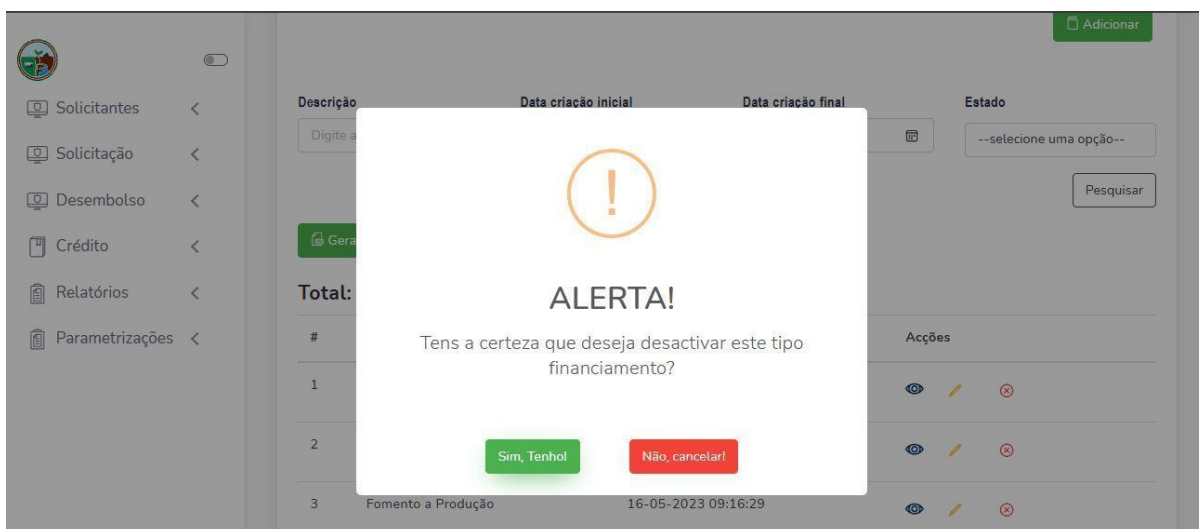 Adicionar
Solicitantes
Solicitação
Desembolso
Crédito
Relatórios
Parametrizações
Descrição Data criação inicial Data criação final Estado
Digite a --selecione uma opção--
Pesquisar
Gera
Total:
# Acções
1
2
3 Fomento a Produção 16-05-2023 09:16:29
!
ALERTA!
Tens a certeza que deseja desactivar este tipo
financiamento?
Sim, Tenho! Não, cancelar!